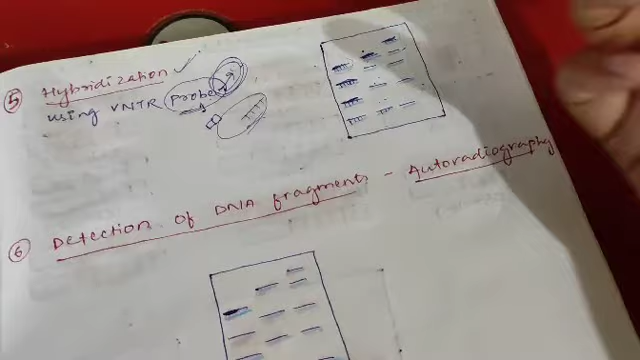 5 Hybridization
using VNTR Probe
6 Detection of DNA fragments - Autoradiography